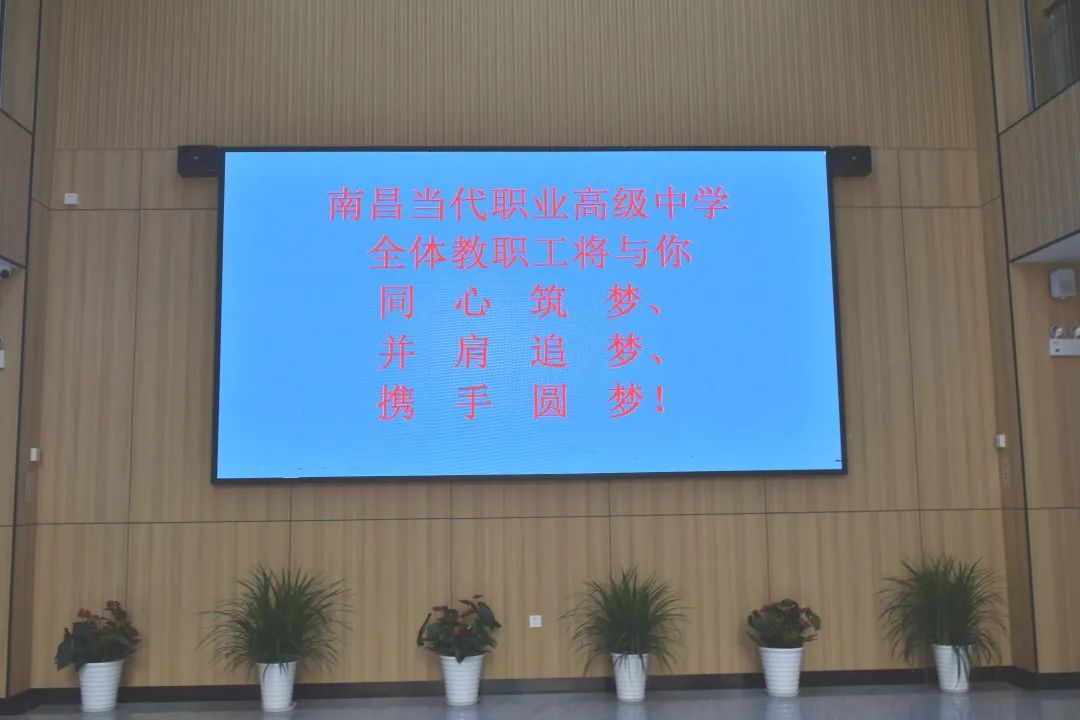 南昌当代职业高级中学
全体教职工将与你
同心筑梦、
并肩追梦、
携手圆梦！